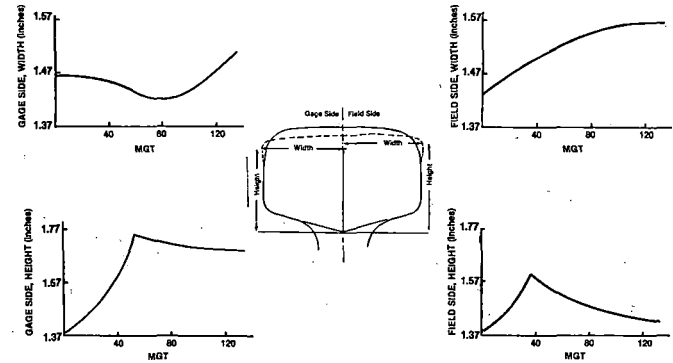 GAGE SIDE, WIDTH (Inches)
1.57
1.47
1.37
40
80
120
MGT
FIELD SIDE, WIDTH (Inches)
1.57
1.47
1.37
40
80
120
MGT
Gage Side
Field Side
Width
Width
Height
Height
GAGE SIDE, HEIGHT (Inches)
1.77
1.57
1.37
40
80
120
MGT
FIELD SIDE, HEIGHT (Inches)
1.77
1.57
1.37
40
80
120
MGT